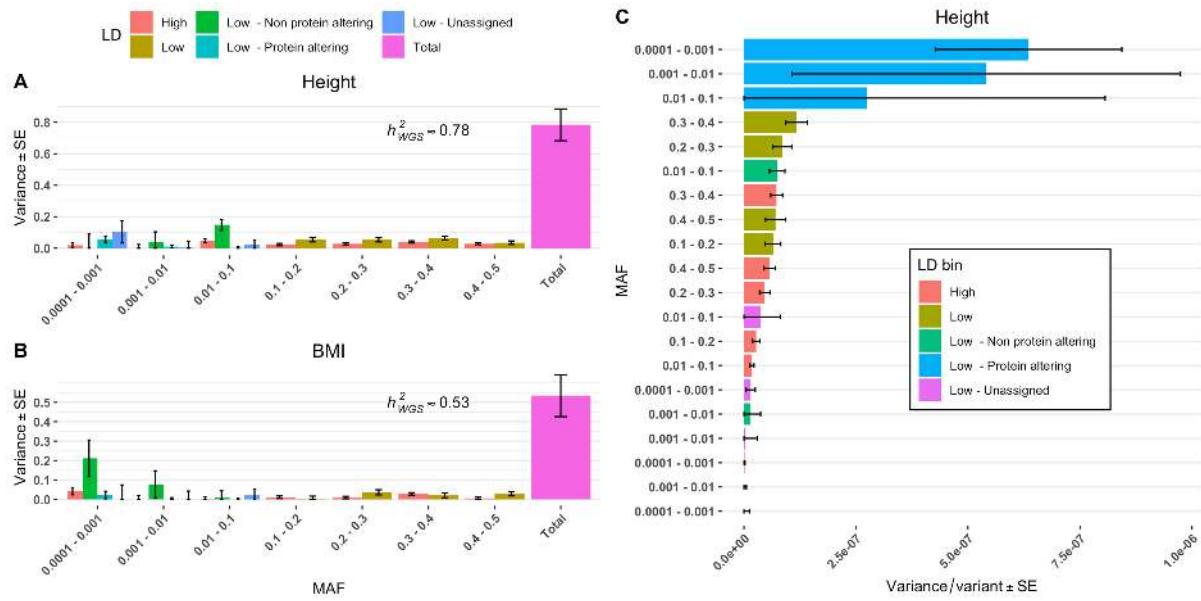 LD
High
Low
Low - Non protein altering
Low - Protein altering
Low - Unassigned
Total
A
Height
Variance ± SE
0.8
0.6
0.4
0.2
0.0
h²WGS ≈ 0.78
0.0001 - 0.001
0.001 - 0.01
0.01 - 0.1
0.1 - 0.2
0.2 - 0.3
0.3 - 0.4
0.4 - 0.5
Total
B
BMI
Variance ± SE
0.5
0.4
0.3
0.2
0.1
0.0
h²WGS ≈ 0.53
0.0001 - 0.001
0.001 - 0.01
0.01 - 0.1
0.1 - 0.2
0.2 - 0.3
0.3 - 0.4
0.4 - 0.5
Total
MAF
C
Height
MAF
0.0001 - 0.001
0.001 - 0.01
0.01 - 0.1
0.3 - 0.4
0.2 - 0.3
0.01 - 0.1
0.3 - 0.4
0.4 - 0.5
0.1 - 0.2
0.4 - 0.5
0.2 - 0.3
0.01 - 0.1
0.1 - 0.2
0.01 - 0.1
0.0001 - 0.001
0.001 - 0.01
0.001 - 0.01
0.0001 - 0.001
0.001 - 0.01
0.0001 - 0.001
LD bin
High
Low
Low - Non protein altering
Low - Protein altering
Low - Unassigned
0.0e+00
2.5e-07
5.0e-07
7.5e-07
1.0e-06
Variance/variant ± SE